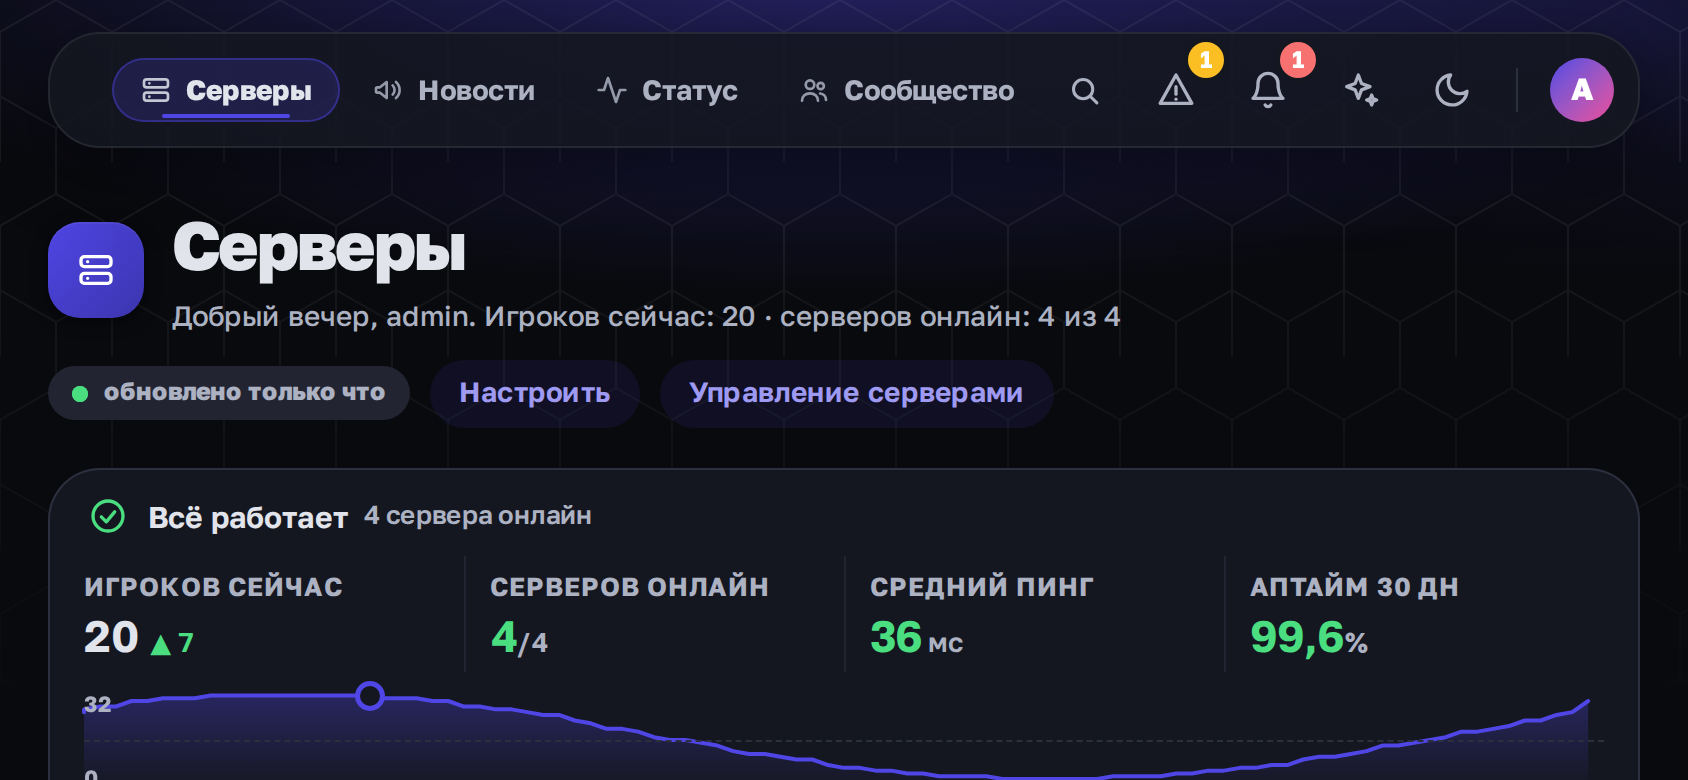 Серверы Новости Статус Сообщество 1 1 A
Серверы
Добрый вечер, admin. Игроков сейчас: 20 · серверов онлайн: 4 из 4
обновлено только что Настроить Управление серверами
Всё работает 4 сервера онлайн
ИГРОКОВ СЕЙЧАС СЕРВЕРОВ ОНЛАЙН СРЕДНИЙ ПИНГ АПТАЙМ 30 ДН
20 ▲ 7 4/4 36 мс 99,6%
32
0